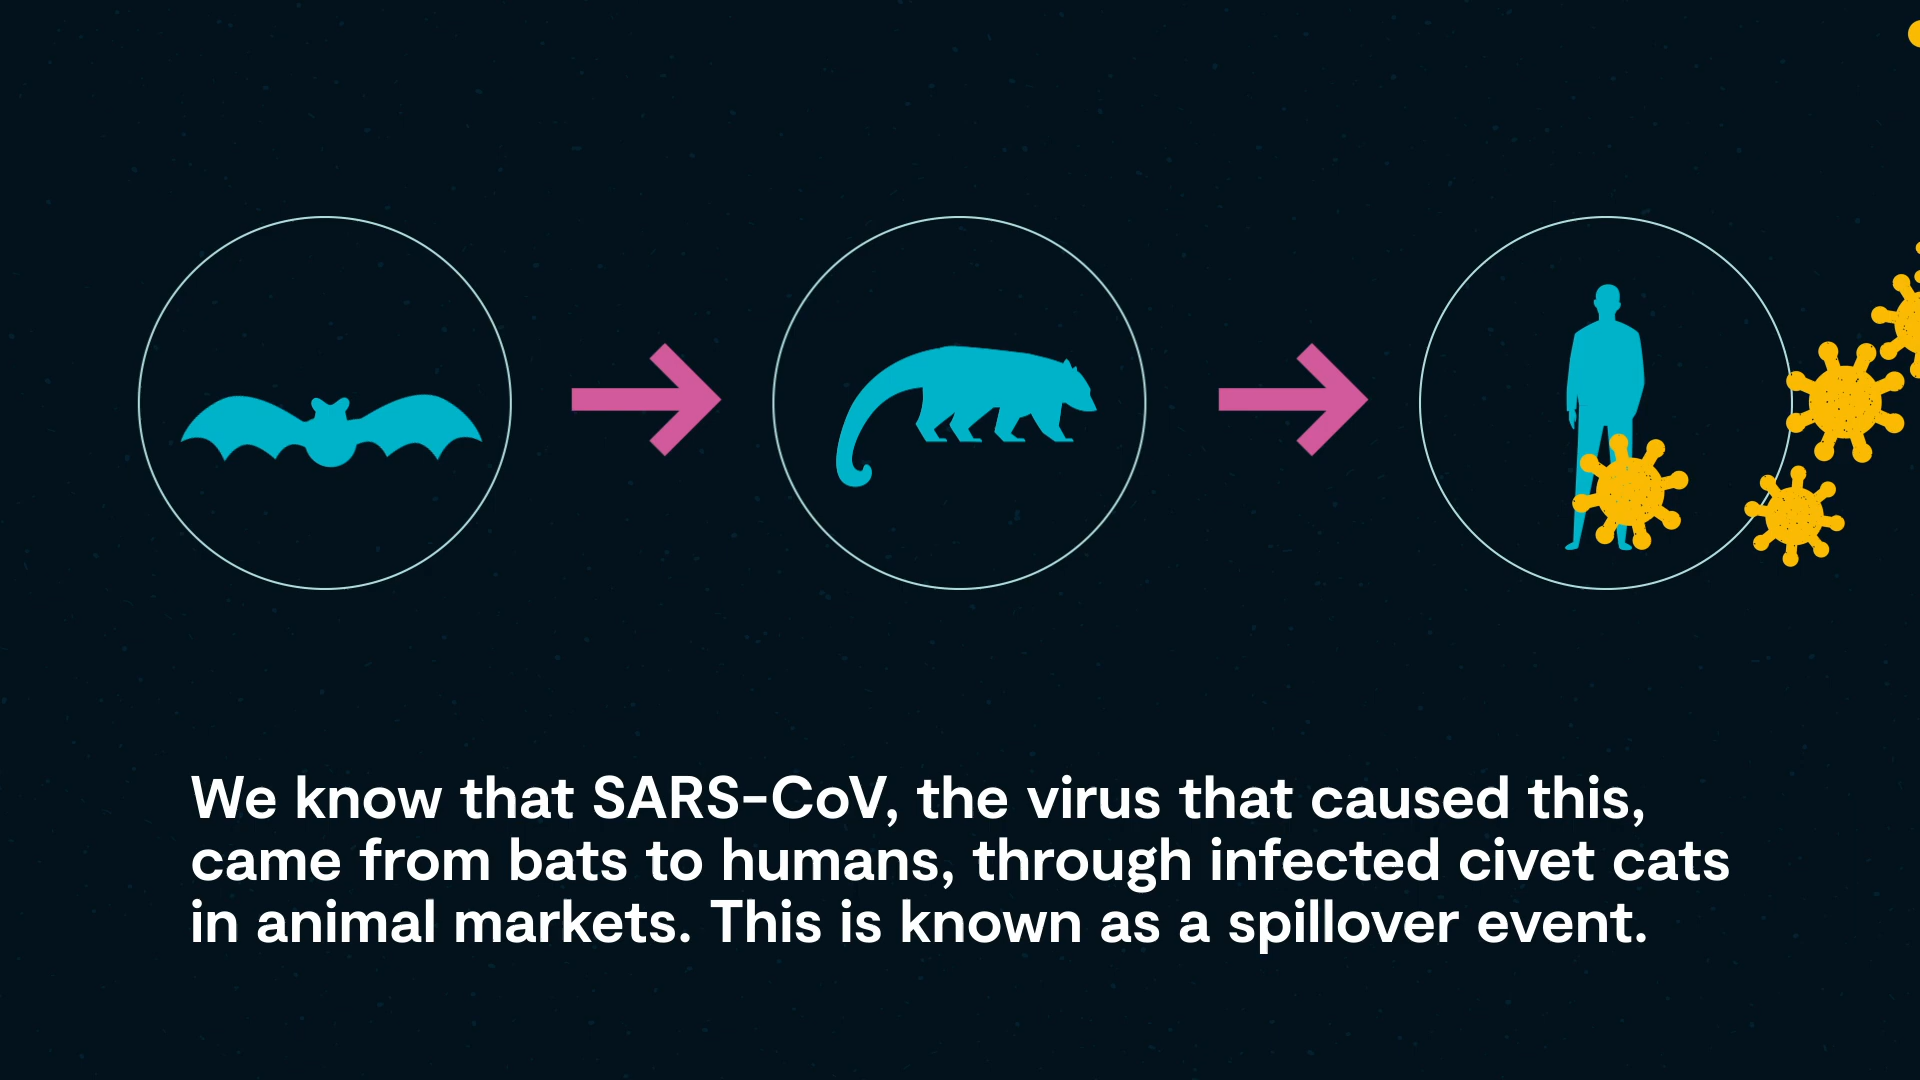 We know that SARS-CoV, the virus that caused this,
came from bats to humans, through infected civet cats
in animal markets. This is known as a spillover event.